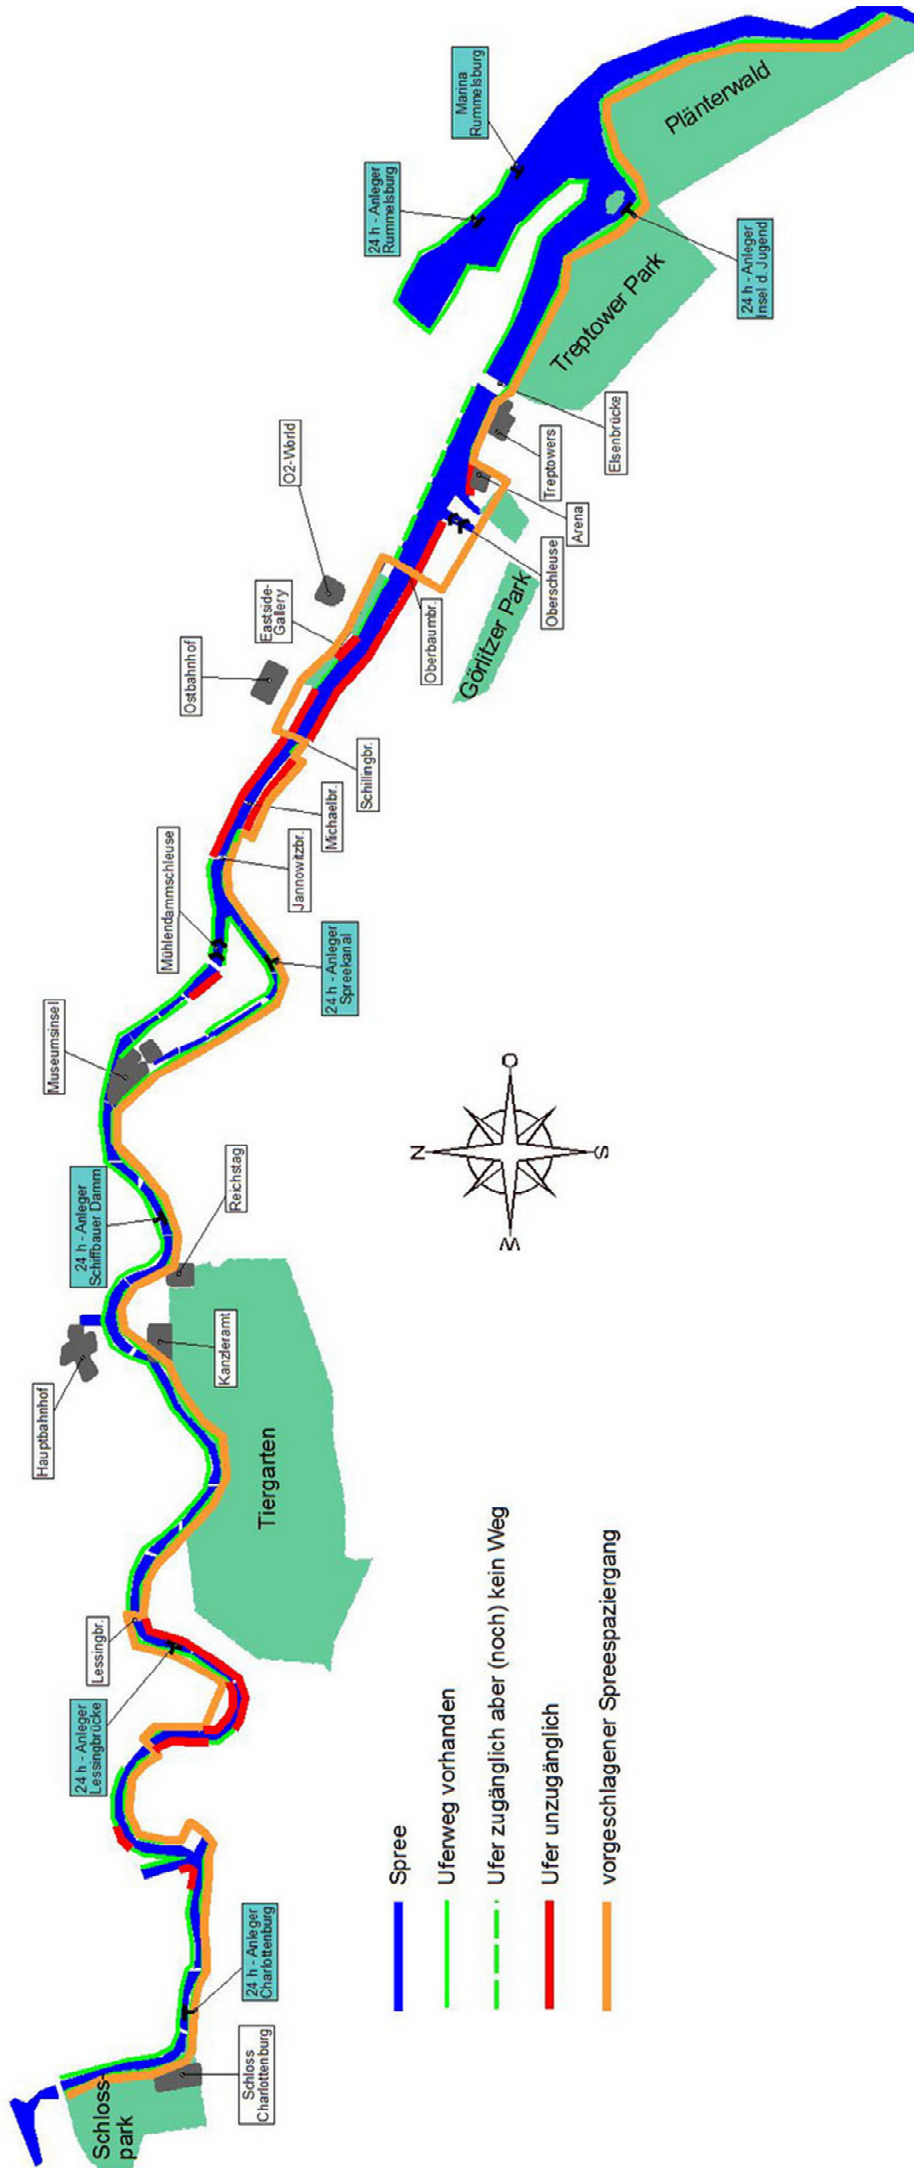 Schloss-
park
Schloss
Charlottenburg
24 h - Anleger
Charlottenburg
24 h - Anleger
Lessingbrücke
Lessingbr.
Tiergarten
Hauptbahnhof
Kanzleramt
Reichstag
24 h - Anleger
Schiffbauer Damm
Museumsinsel
Mühlendammschleuse
24 h - Anleger
Spreekanal
Jannowitzbr.
Michaelbr.
Schillingbr.
Ostbahnhof
Eastside-
Gallery
O2-World
Oberbaumbr.
Görlitzer Park
Oberschleuse
Arena
Treptowers
Elsenbrücke
Treptower Park
24 h - Anleger
Rummelsburg
Marina
Rummelsburg
24 h - Anleger
Insel d. Jugend
Plänterwald
N
O
S
W
Spree
Uferweg vorhanden
Ufer zugänglich aber (noch) kein Weg
Ufer unzugänglich
vorgeschlagener Spreespaziergang